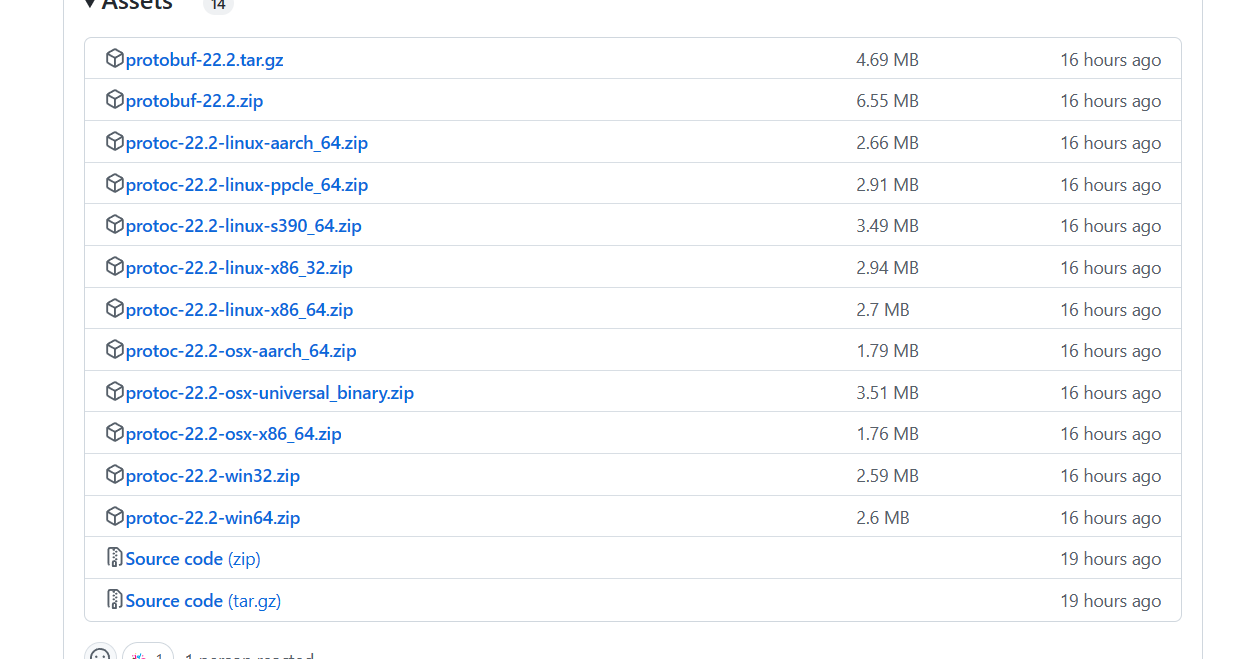 Assets 14
protobuf-22.2.tar.gz 4.69 MB 16 hours ago
protobuf-22.2.zip 6.55 MB 16 hours ago
protoc-22.2-linux-aarch_64.zip 2.66 MB 16 hours ago
protoc-22.2-linux-ppcle_64.zip 2.91 MB 16 hours ago
protoc-22.2-linux-s390_64.zip 3.49 MB 16 hours ago
protoc-22.2-linux-x86_32.zip 2.94 MB 16 hours ago
protoc-22.2-linux-x86_64.zip 2.7 MB 16 hours ago
protoc-22.2-osx-aarch_64.zip 1.79 MB 16 hours ago
protoc-22.2-osx-universal_binary.zip 3.51 MB 16 hours ago
protoc-22.2-osx-x86_64.zip 1.76 MB 16 hours ago
protoc-22.2-win32.zip 2.59 MB 16 hours ago
protoc-22.2-win64.zip 2.6 MB 16 hours ago
Source code (zip) 19 hours ago
Source code (tar.gz) 19 hours ago
1 1 person reacted